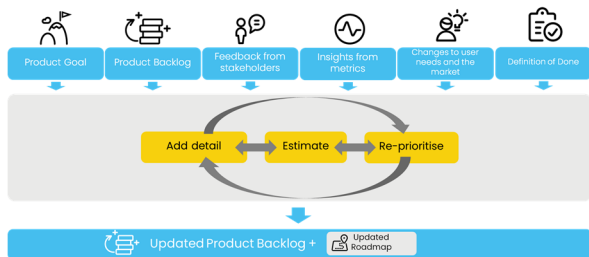 Product Goal
Product Backlog
Feedback from
stakeholders
Insights from
metrics
Changes to user
needs and the
market
Definition of Done
Add detail
Estimate
Re-prioritise
Updated Product Backlog +
Updated
Roadmap